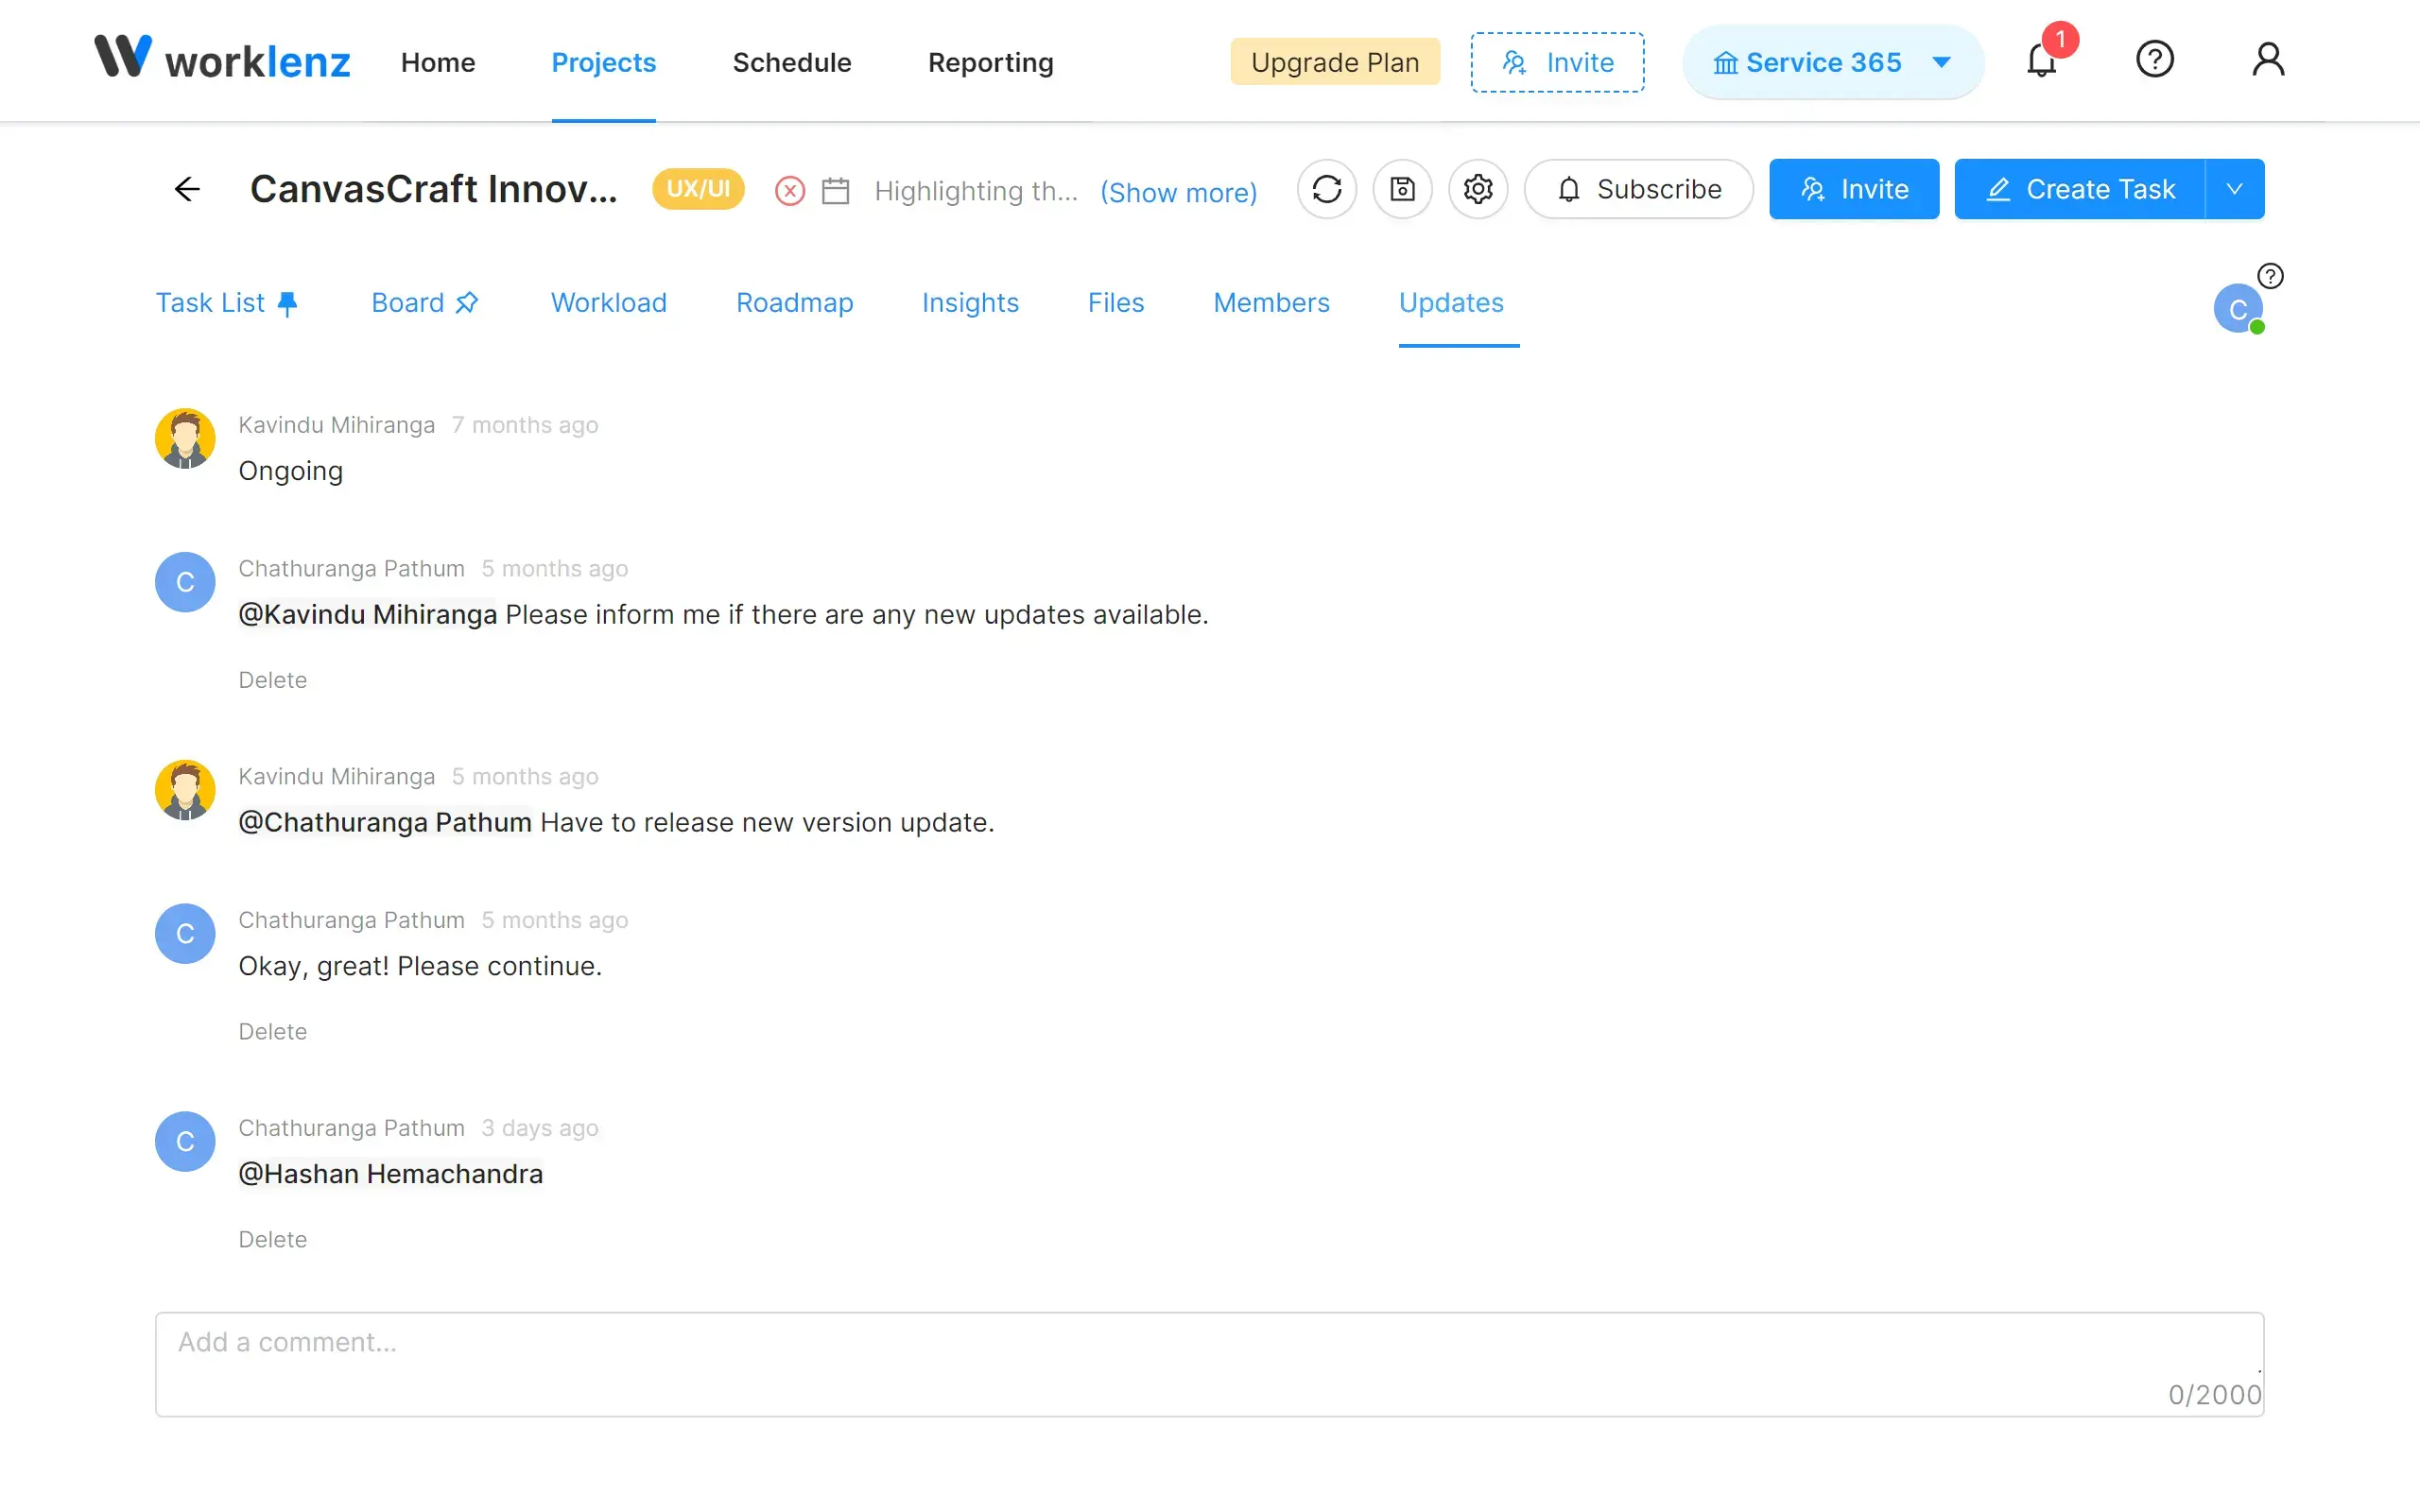 worklenz Home Projects Schedule Reporting Upgrade Plan Invite Service 365 1
CanvasCraft Innov... UX/UI Highlighting th... (Show more) Subscribe Invite Create Task
Task List Board Workload Roadmap Insights Files Members Updates C
Kavindu Mihiranga 7 months ago
Ongoing
C Chathuranga Pathum 5 months ago
@Kavindu Mihiranga Please inform me if there are any new updates available.
Delete
Kavindu Mihiranga 5 months ago
@Chathuranga Pathum Have to release new version update.
C Chathuranga Pathum 5 months ago
Okay, great! Please continue.
Delete
C Chathuranga Pathum 3 days ago
@Hashan Hemachandra
Delete
Add a comment...
0/2000